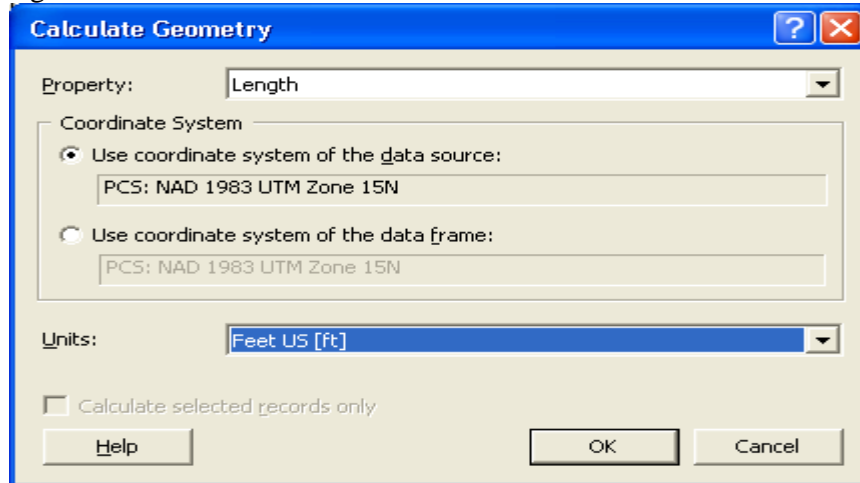 Calculate Geometry
Property: Length
Coordinate System
Use coordinate system of the data source:
PCS: NAD 1983 UTM Zone 15N
Use coordinate system of the data frame:
PCS: NAD 1983 UTM Zone 15N
Units: Feet US [ft]
Calculate selected records only
Help OK Cancel